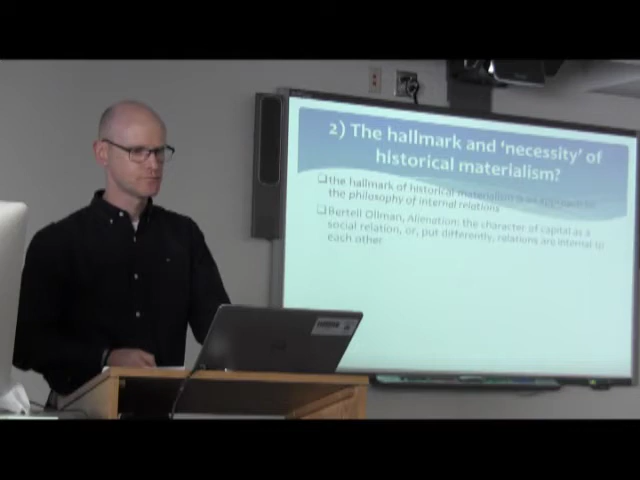 2) The hallmark and ‘necessity’ of
historical materialism?
the hallmark of historical materialism is an approach to
the philosophy of internal relations
Bertell Ollman, Alienation: the character of capital as a
social relation, or, put differently, relations are internal to
each other